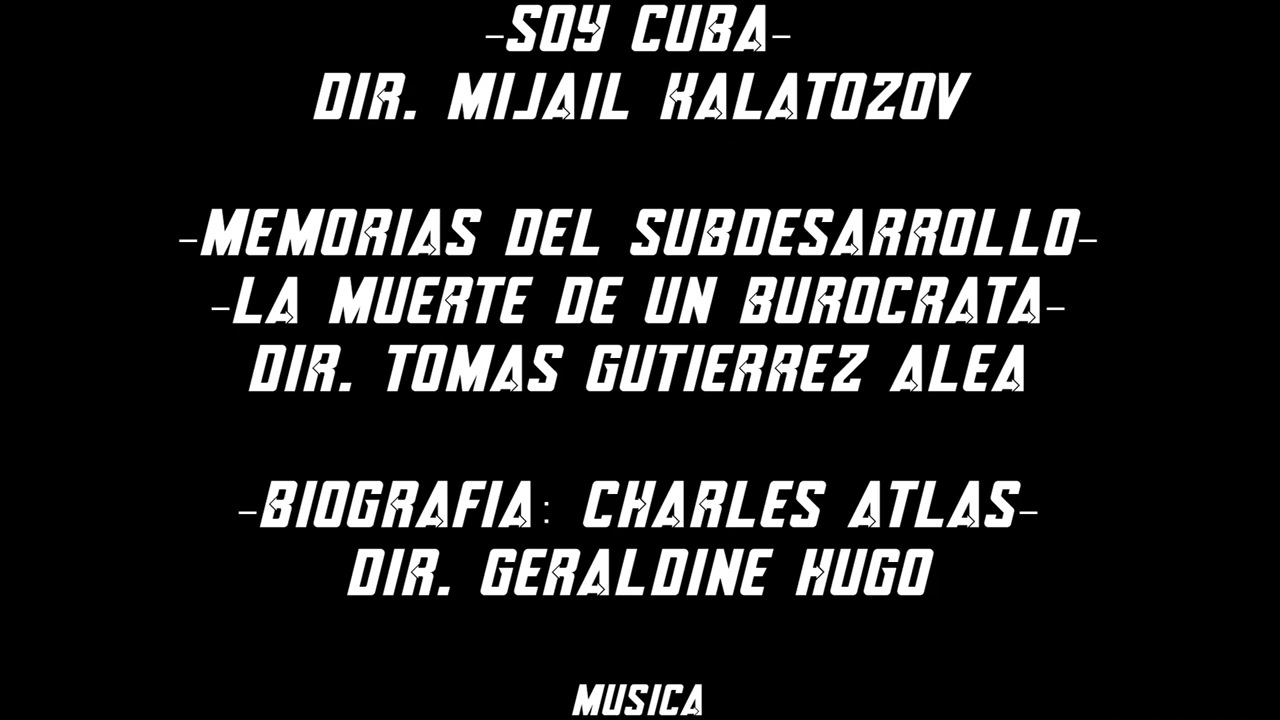 -SOY CUBA-
DIR. MIJAIL KALATOZOV
-MEMORIAS DEL SUBDESARROLLO-
-LA MUERTE DE UN BUROCRATA-
DIR. TOMAS GUTIERREZ ALEA
-BIOGRAFIA: CHARLES ATLAS-
DIR. GERALDINE HUGO
MUSICA